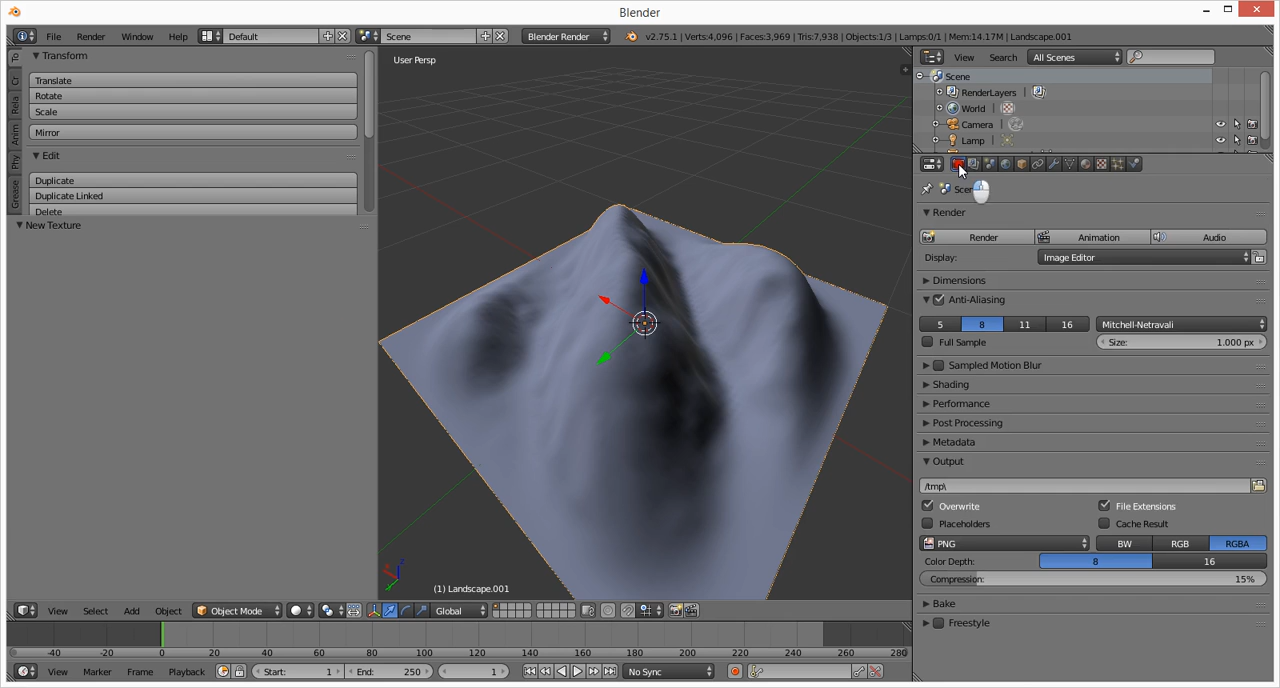 Blender
File Render Window Help Default Scene Blender Render v2.75.1 | Verts:4,096 | Faces:3,969 | Tris:7,938 | Objects:1/3 | Lamps:0/1 | Mem:14.17M | Landscape.001
Transform
Translate
Rotate
Scale
Mirror
Edit
Duplicate
Duplicate Linked
Delete
New Texture
To
Cr
Rela
Anim
Phy
Grease
User Persp
(1) Landscape.001
View Search All Scenes
Scene
RenderLayers
World
Camera
Lamp
Scen
Render
Render Animation Audio
Display: Image Editor
Dimensions
Anti-Aliasing
5 8 11 16 Mitchell-Netravali
Full Sample Size: 1.000 px
Sampled Motion Blur
Shading
Performance
Post Processing
Metadata
Output
/tmp\
Overwrite File Extensions
Placeholders Cache Result
PNG BW RGB RGBA
Color Depth: 8 16
Compression: 15%
Bake
Freestyle
View Select Add Object Object Mode Global
-40 -20 0 20 40 60 80 100 120 140 160 180 200 220 240 260 280
View Marker Frame Playback Start: 1 End: 250 1 No Sync